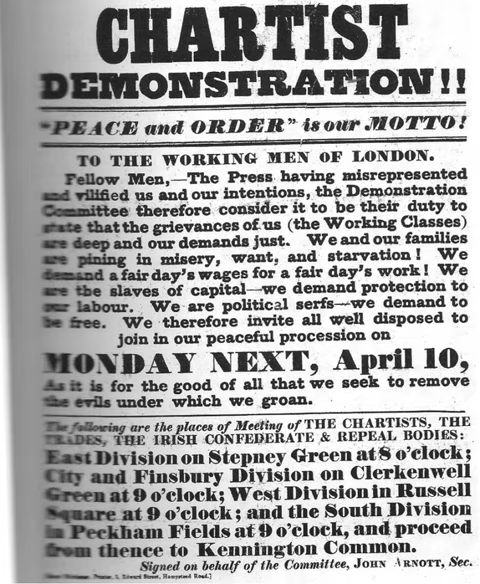 CHARTIST
DEMONSTRATION!!
"PEACE and ORDER" is our MOTTO!
TO THE WORKING MEN OF LONDON.
Fellow Men,—The Press having misrepresented
and vilified us and our intentions, the Demonstration
Committee therefore consider it to be their duty to
state that the grievances of us (the Working Classes)
are deep and our demands just. We and our families
are pining in misery, want, and starvation! We
demand a fair day's wages for a fair day's work! We
are the slaves of capital—we demand protection to
our labour. We are political serfs—we demand to
be free. We therefore invite all well disposed to
join in our peaceful procession on
MONDAY NEXT, April 10,
As it is for the good of all that we seek to remove
the evils under which we groan.
The following are the places of Meeting of THE CHARTISTS, THE
TRADES, THE IRISH CONFEDERATE & REPEAL BODIES:
East Division on Stepney Green at 8 o'clock;
City and Finsbury Division on Clerkenwell
Green at 9 o'clock; West Division in Russell
Square at 9 o'clock; and the South Division
in Peckham Fields at 9 o'clock, and proceed
from thence to Kennington Common.
Signed on behalf of the Committee, JOHN ARNOTT, Sec.
Printer, 3, Edward Street, Hampstead Road.]